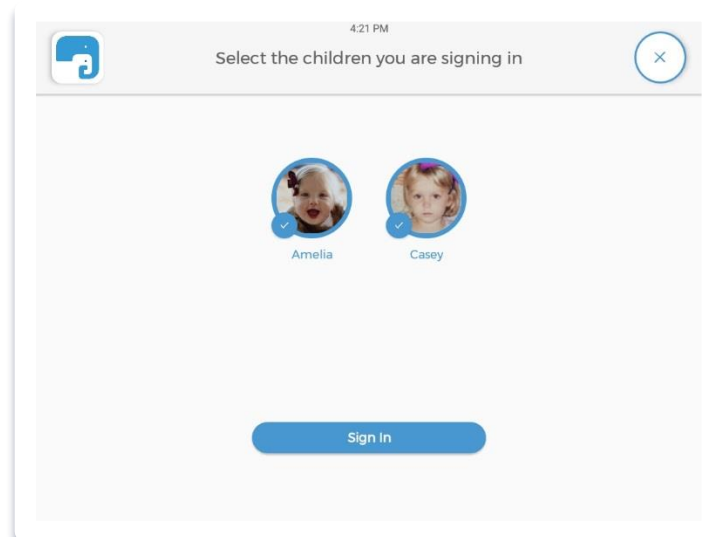 4:21 PM
Select the children you are signing in
Amelia
Casey
Sign In